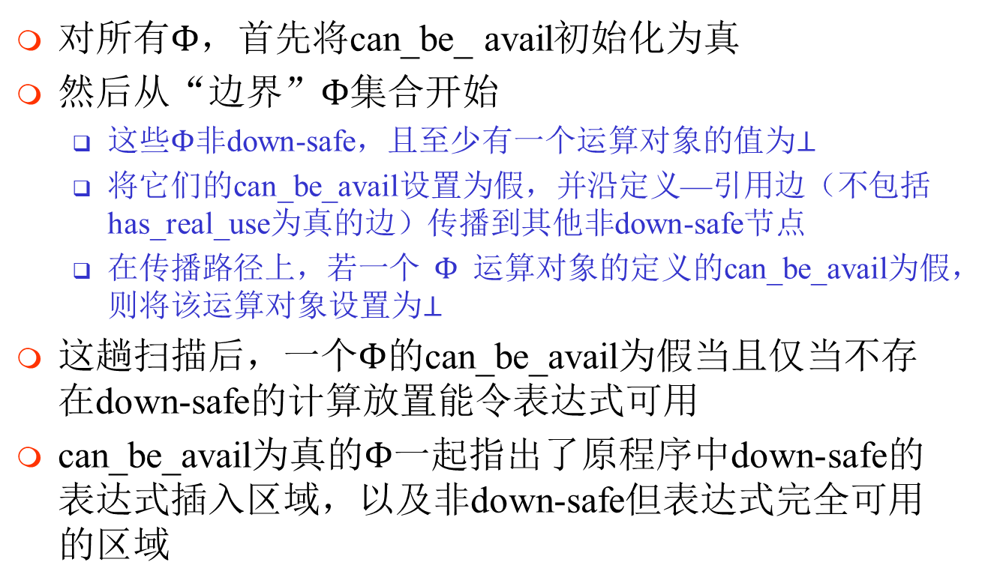 对所有Φ，首先将can_be_ avail初始化为真
然后从“边界”Φ集合开始
这些Φ非down-safe，且至少有一个运算对象的值为⊥
将它们的can_be_avail设置为假，并沿定义—引用边（不包括
has_real_use为真的边）传播到其他非down-safe节点
在传播路径上，若一个 Φ 运算对象的定义的can_be_avail为假，
则将该运算对象设置为⊥
这趟扫描后，一个Φ的can_be_avail为假当且仅当不存
在down-safe的计算放置能令表达式可用
can_be_avail为真的Φ一起指出了原程序中down-safe的
表达式插入区域，以及非down-safe但表达式完全可用
的区域